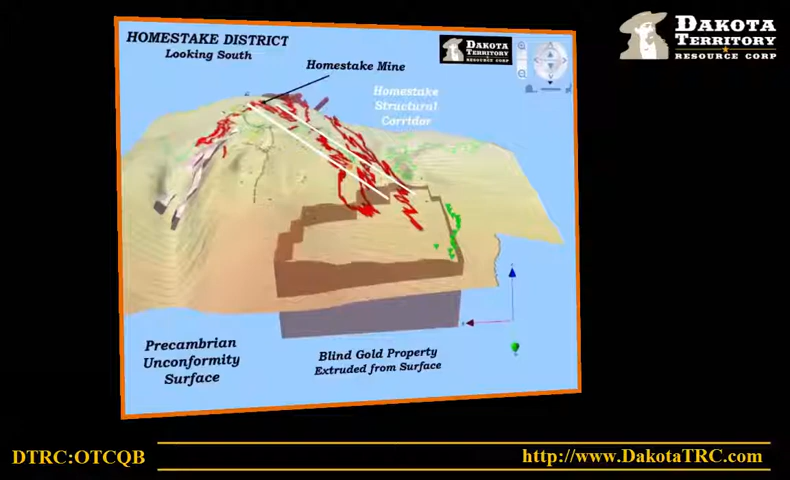 DAKOTA
TERRITORY
RESOURCE CORP
HOMESTAKE DISTRICT
Looking South
DAKOTA
TERRITORY
RESOURCE CORP
Homestake Mine
Homestake
Structural
Corridor
Precambrian
Unconformity
Surface
Blind Gold Property
Extruded from Surface
DTRC:OTCQB
http://www.DakotaTRC.com